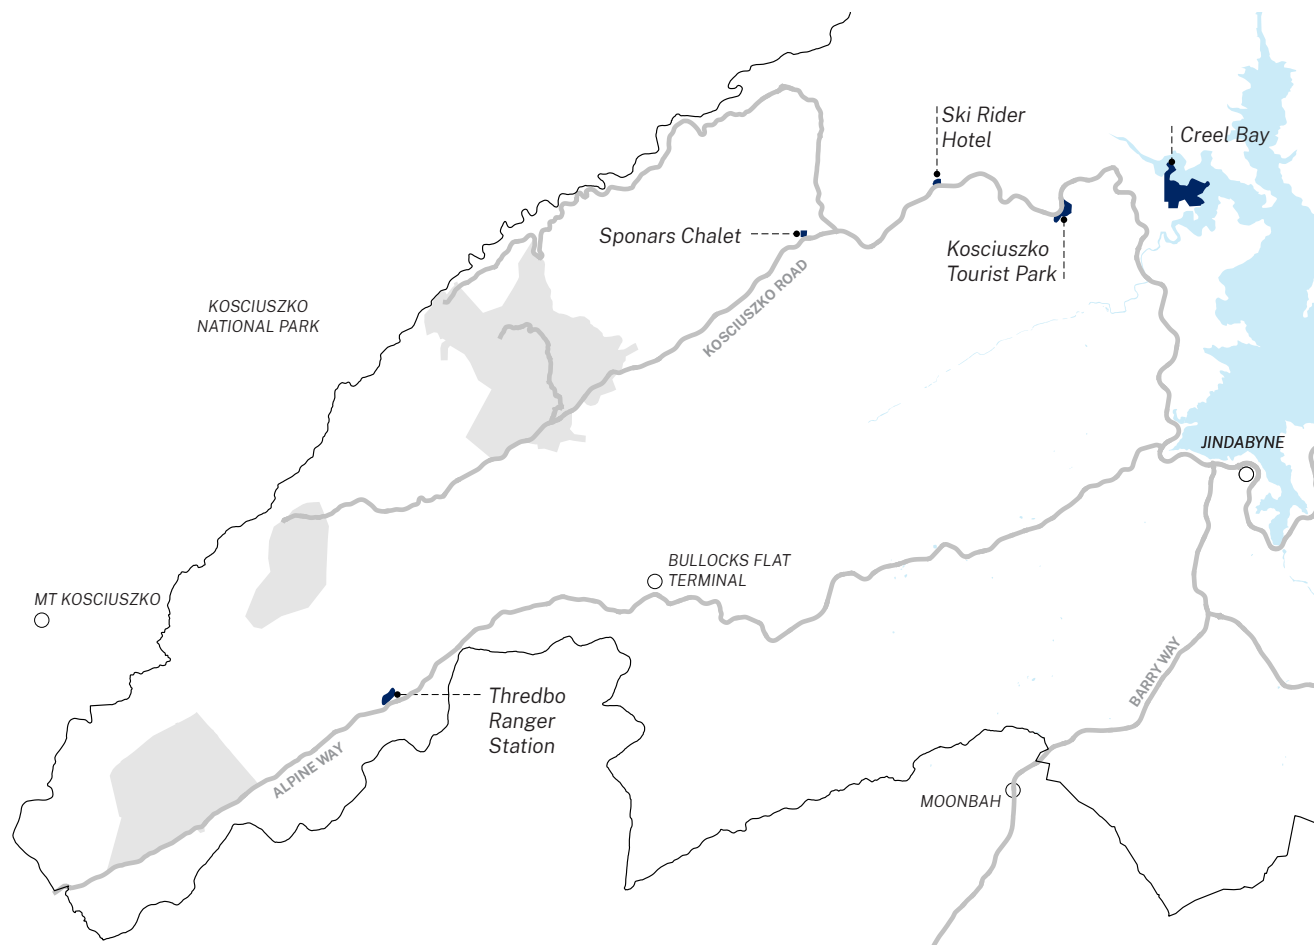 Ski Rider
Hotel
Creel Bay
Sponars Chalet
Kosciuszko
Tourist Park
KOSCIUSZKO ROAD
KOSCIUSZKO
NATIONAL PARK
JINDABYNE
BULLOCKS FLAT
TERMINAL
MT KOSCIUSZKO
BARRY WAY
Thredbo
Ranger
Station
ALPINE WAY
MOONBAH